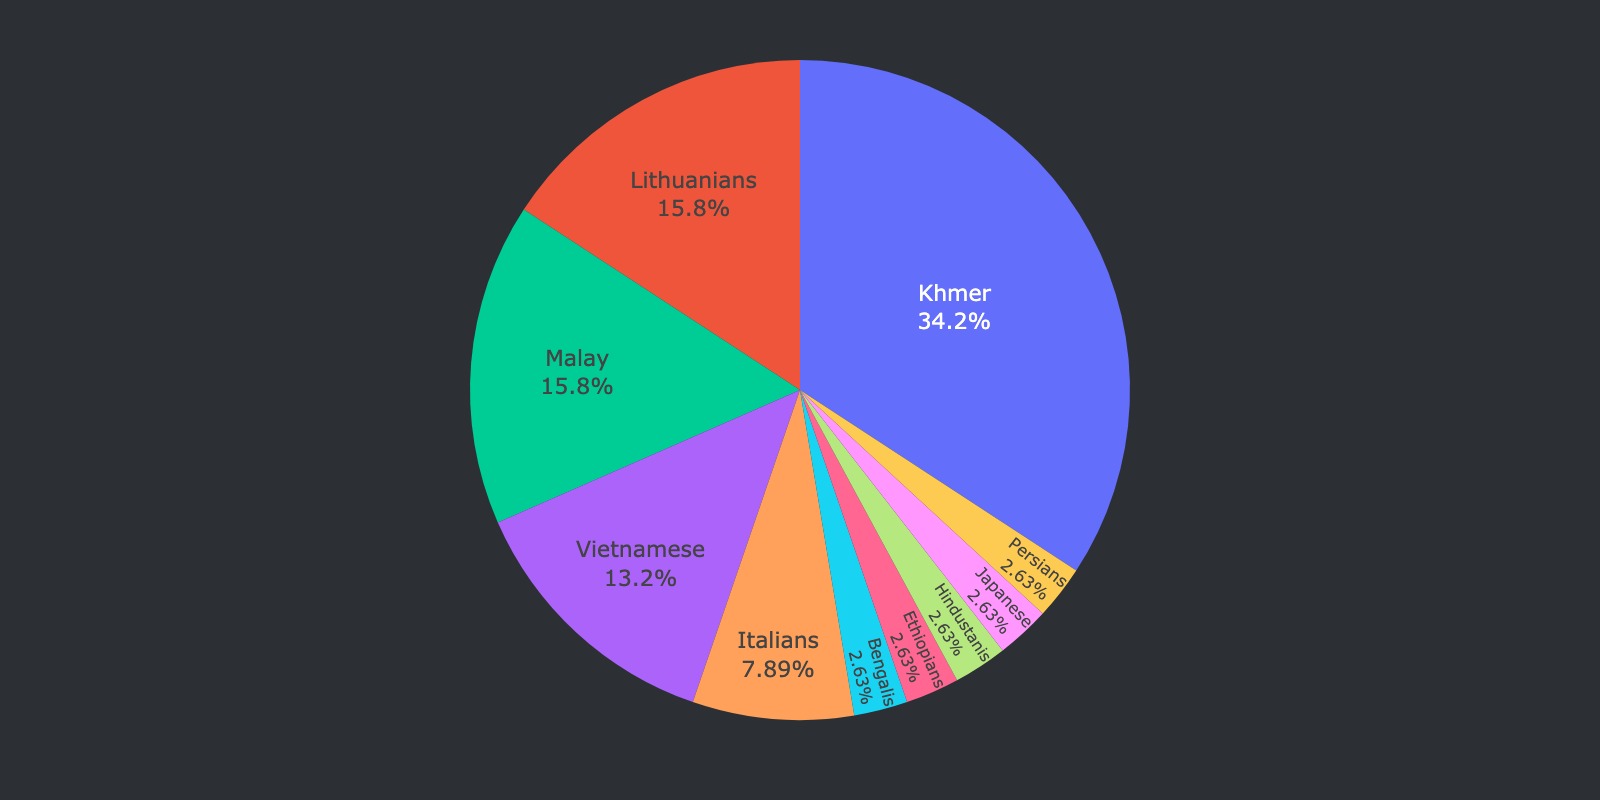 Lithuanians
15.8%
Khmer
34.2%
Malay
15.8%
Vietnamese
13.2%
Italians
7.89%
Bengalis
2.63%
Ethiopians
2.63%
Hindustanis
2.63%
Japanese
2.63%
Persians
2.63%